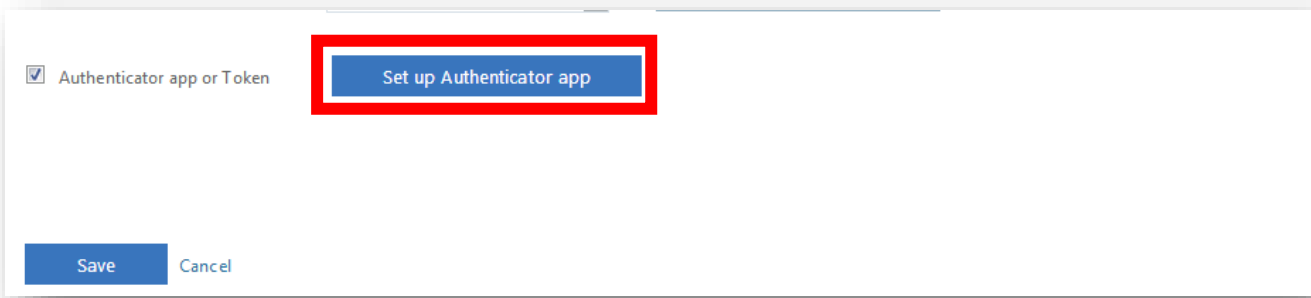 Authenticator app or Token
Set up Authenticator app
Save
Cancel